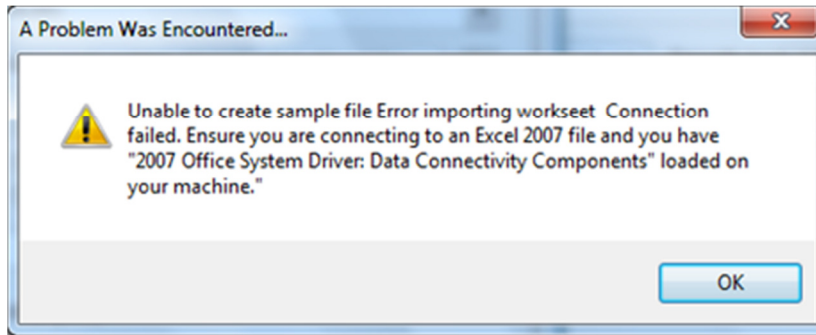 A Problem Was Encountered...
Unable to create sample file Error importing workseet Connection
failed. Ensure you are connecting to an Excel 2007 file and you have
"2007 Office System Driver: Data Connectivity Components" loaded on
your machine."
OK